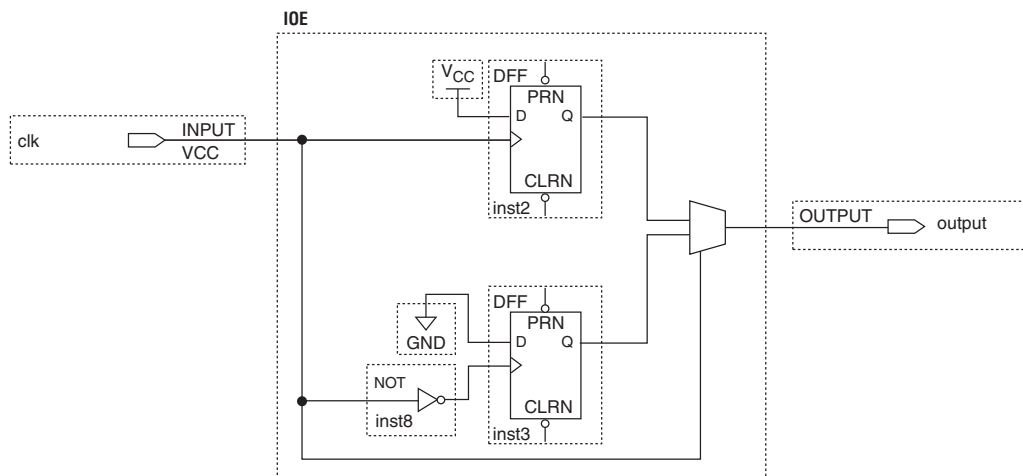 IOE
VCC
DFF
PRN
D Q
CLRN
inst2
clk
INPUT
VCC
OUTPUT
output
DFF
PRN
D Q
CLRN
inst3
GND
NOT
inst8